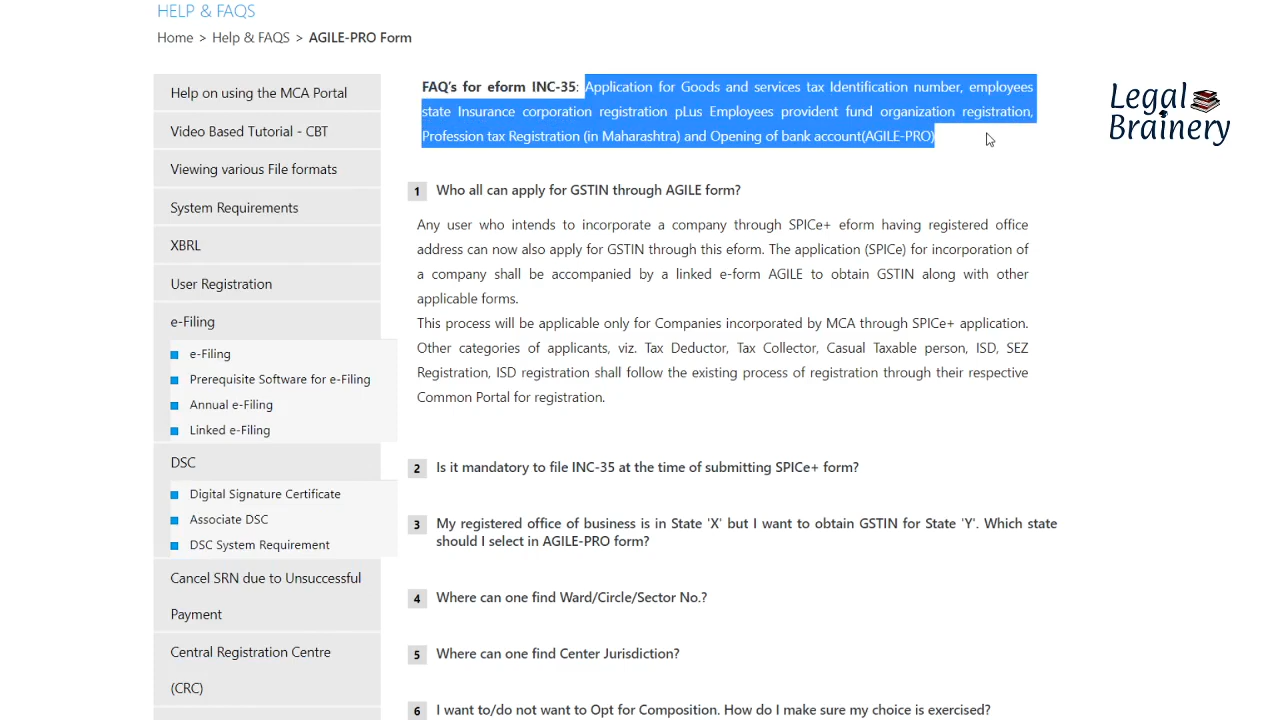 HELP & FAQS
Home > Help & FAQS > AGILE-PRO Form
Help on using the MCA Portal
Video Based Tutorial - CBT
Viewing various File formats
System Requirements
XBRL
User Registration
e-Filing
e-Filing
Prerequisite Software for e-Filing
Annual e-Filing
Linked e-Filing
DSC
Digital Signature Certificate
Associate DSC
DSC System Requirement
Cancel SRN due to Unsuccessful
Payment
Central Registration Centre
(CRC)
FAQ's for eform INC-35: Application for Goods and services tax Identification number, employees
state Insurance corporation registration pLus Employees provident fund organization registration,
Profession tax Registration (in Maharashtra) and Opening of bank account(AGILE-PRO)
1 Who all can apply for GSTIN through AGILE form?
Any user who intends to incorporate a company through SPICe+ eform having registered office
address can now also apply for GSTIN through this eform. The application (SPICe) for incorporation of
a company shall be accompanied by a linked e-form AGILE to obtain GSTIN along with other
applicable forms.
This process will be applicable only for Companies incorporated by MCA through SPICe+ application.
Other categories of applicants, viz. Tax Deductor, Tax Collector, Casual Taxable person, ISD, SEZ
Registration, ISD registration shall follow the existing process of registration through their respective
Common Portal for registration.
2 Is it mandatory to file INC-35 at the time of submitting SPICe+ form?
3 My registered office of business is in State 'X' but I want to obtain GSTIN for State 'Y'. Which state
should I select in AGILE-PRO form?
4 Where can one find Ward/Circle/Sector No.?
5 Where can one find Center Jurisdiction?
6 I want to/do not want to Opt for Composition. How do I make sure my choice is exercised?
Legal
Brainery